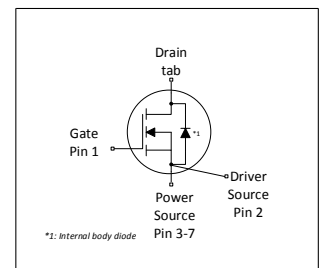 Drain
tab
*1
Gate
Pin 1
Driver
Source
Pin 2
Power
Source
Pin 3-7
*1: Internal body diode